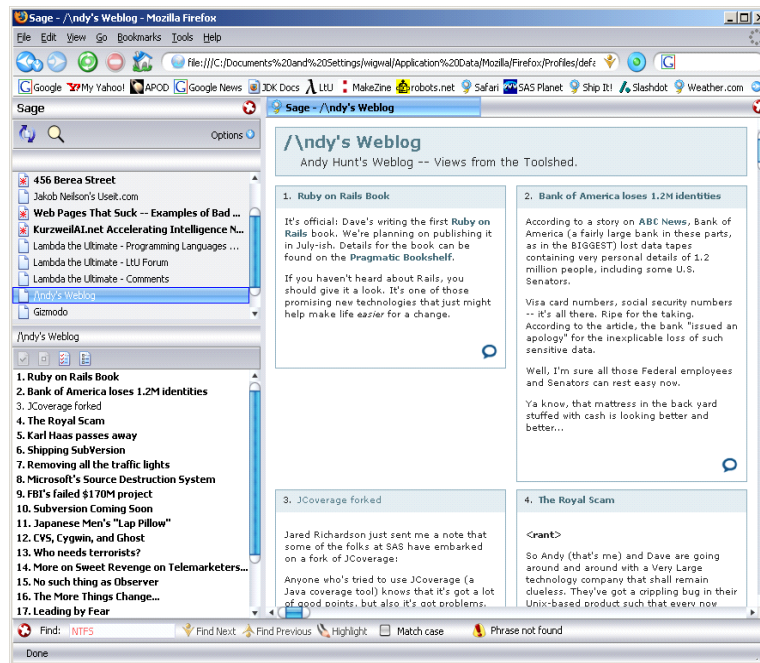 Sage - /\ndy's Weblog - Mozilla Firefox
File Edit View Go Bookmarks Tools Help
file:///C:/Documents%20and%20Settings/wigwal/Application%20Data/Mozilla/Firefox/Profiles/defa
Google My Yahoo! APOD Google News JDK Docs LtU MakeZine robots.net Safari SAS Planet Ship It! Slashdot Weather.com
Sage
Sage - /\ndy's Weblog
Options
456 Berea Street
Jakob Neilson's Useit.com
Web Pages That Suck -- Examples of Bad ...
KurzweilAI.net Accerating Intelligence N...
Lambda the Ultimate - Programming Languages ...
Lambda the Ultimate - LtU Forum
Lambda the Ultimate - Comments
/\ndy's Weblog
Gizmodo
/\ndy's Weblog
1. Ruby on Rails Book
2. Bank of America loses 1.2M identities
3. JCoverage forked
4. The Royal Scam
5. Karl Haas passes away
6. Shipping SubVersion
7. Removing all the traffic lights
8. Microsoft's Source Destruction System
9. FBI's failed $170M project
10. Subversion Coming Soon
11. Japanese Men's "Lap Pillow"
12. CVS, Cygwin, and Ghost
13. Who needs terrorists?
14. More on Sweet Revenge on Telemarketers...
15. No such thing as Observer
16. The More Things Change...
17. Leading by Fear
/\ndy's Weblog
Andy Hunt's Weblog -- Views from the Toolshed.
1. Ruby on Rails Book
It's official: Dave's writing the first Ruby on
Rails book. We're planning on publishing it
in July-ish. Details for the book can be
found on the Pragmatic Bookshelf.
If you haven't heard about Rails, you
should give it a look. It's one of those
promising new technologies that just might
help make life easier for a change.
2. Bank of America loses 1.2M identities
According to a story on ABC News, Bank of
America (a fairly large bank in these parts,
as in the BIGGEST) lost data tapes
containing very personal details of 1.2
million people, including some U.S.
Senators.
Visa card numbers, social security numbers
-- it's all there. Ripe for the taking.
According to the article, the bank "issued an
apology" for the inexplicable loss of such
sensitive data.
Well, I'm sure all those Federal employees
and Senators can rest easy now.
Ya know, that mattress in the back yard
stuffed with cash is looking better and
better...
3. JCoverage forked
Jared Richardson just sent me a note that
some of the folks at SAS have embarked
on a fork of JCoverage:
Anyone who's tried to use JCoverage (a
Java coverage tool) knows that it's got a lot
of good points, but also it's got problems.
4. The Royal Scam
<rant>
So Andy (that's me) and Dave are going
around and around with a Very Large
technology company that shall remain
clueless. They've got a crippling bug in their
Unix-based product such that every now
Find: NTFS Find Next Find Previous Highlight Match case Phrase not found
Done